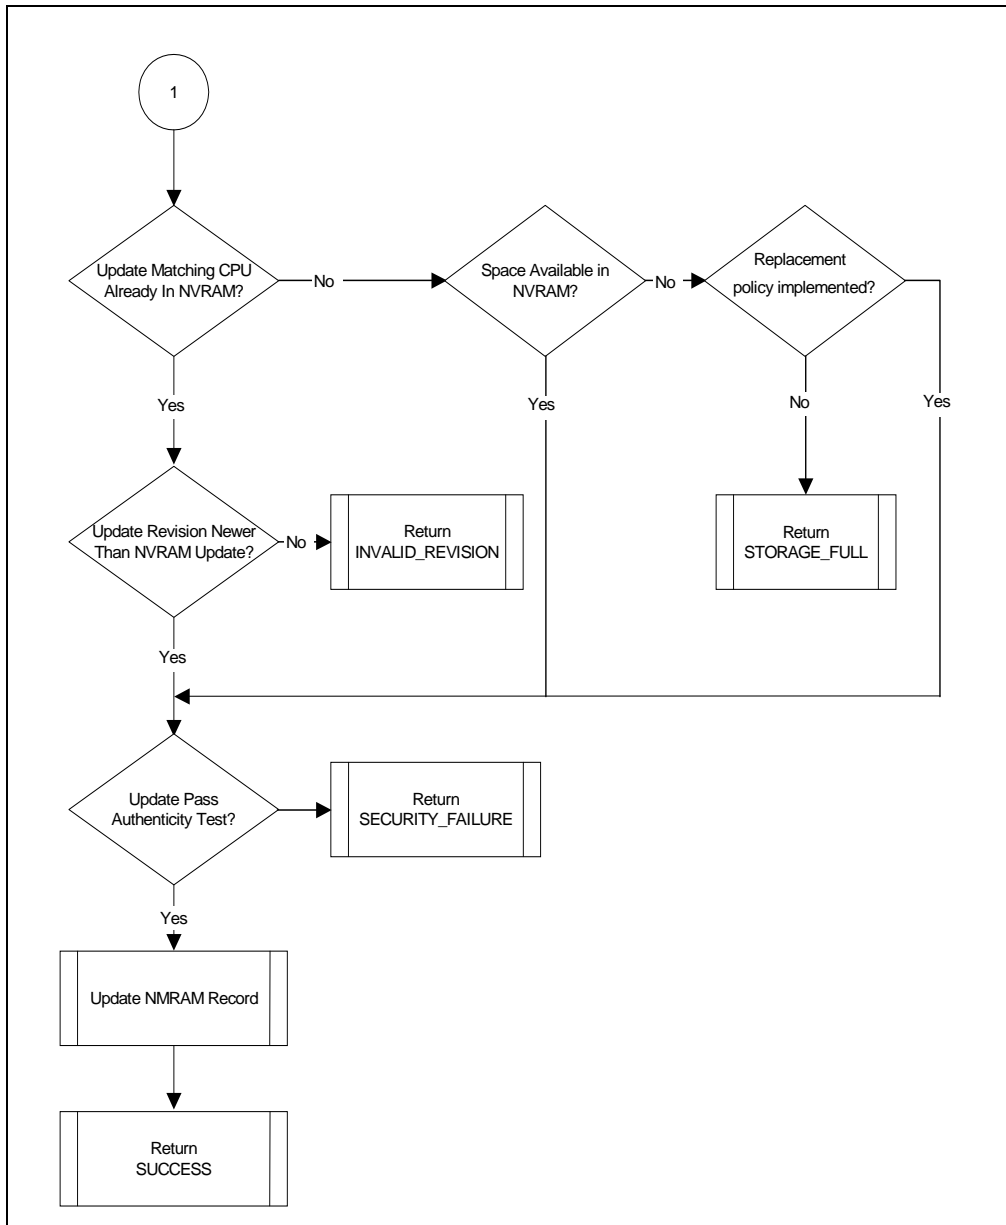 1
Update Matching CPU
Already In NVRAM?
No
Space Available in
NVRAM?
No
Replacement
policy implemented?
Yes
Yes
No
Yes
Update Revision Newer
Than NVRAM Update?
No
Return
INVALID_REVISION
Return
STORAGE_FULL
Yes
Update Pass
Authenticity Test?
Return
SECURITY_FAILURE
Yes
Update NMRAM Record
Return
SUCCESS